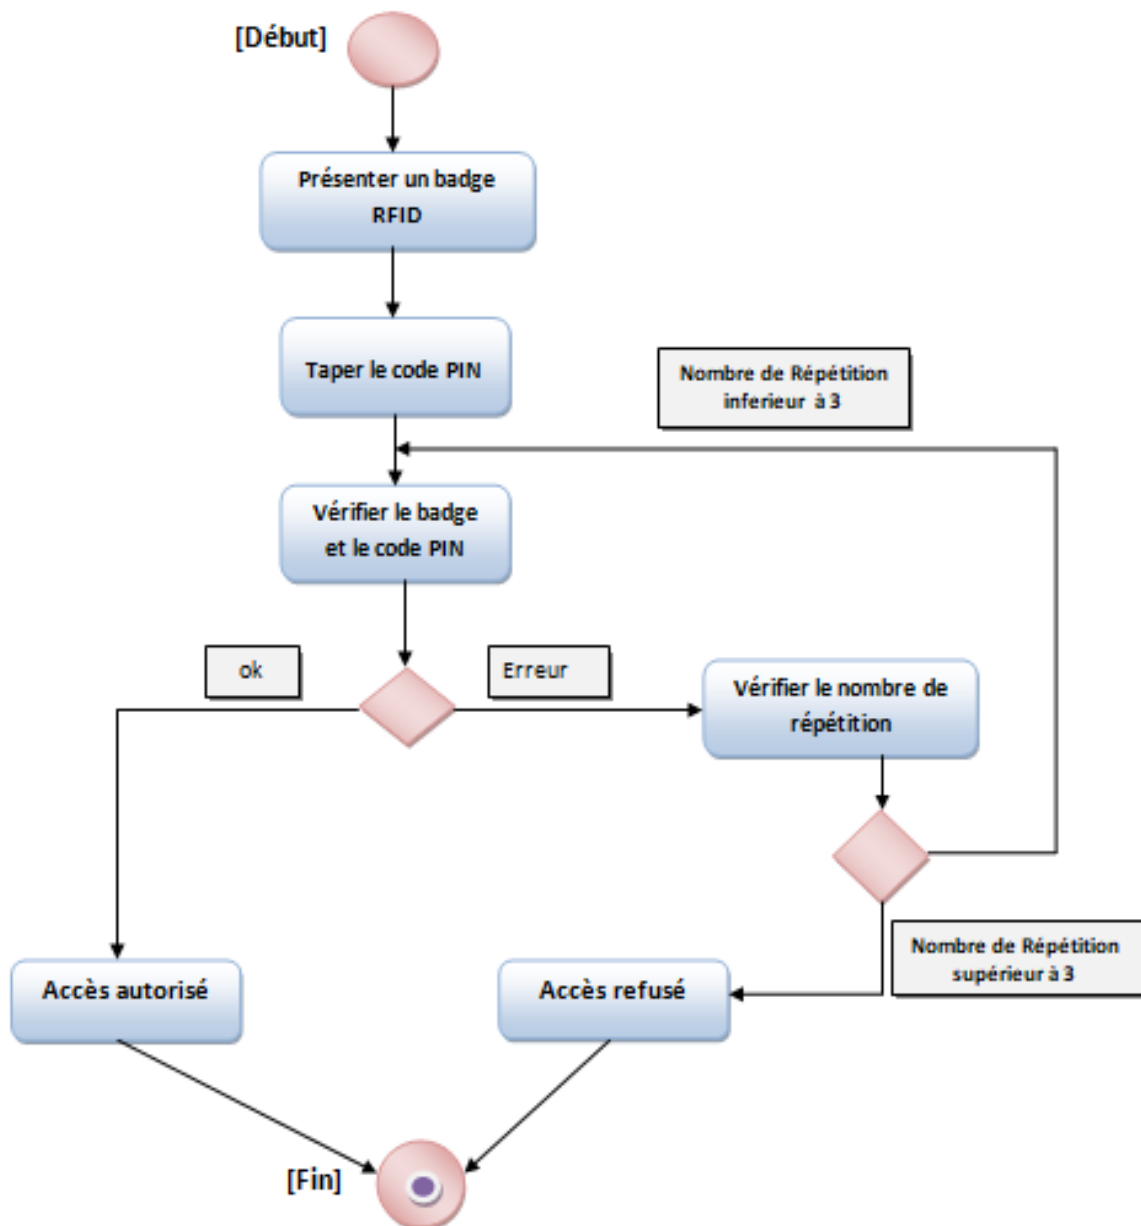 [Début]
Présenter un badge
RFID
Taper le code PIN
Nombre de Répétition
inferieur à 3
Vérifier le badge
et le code PIN
ok
Erreur
Vérifier le nombre de
répétition
Nombre de Répétition
supérieur à 3
Accès autorisé
Accès refusé
[Fin]